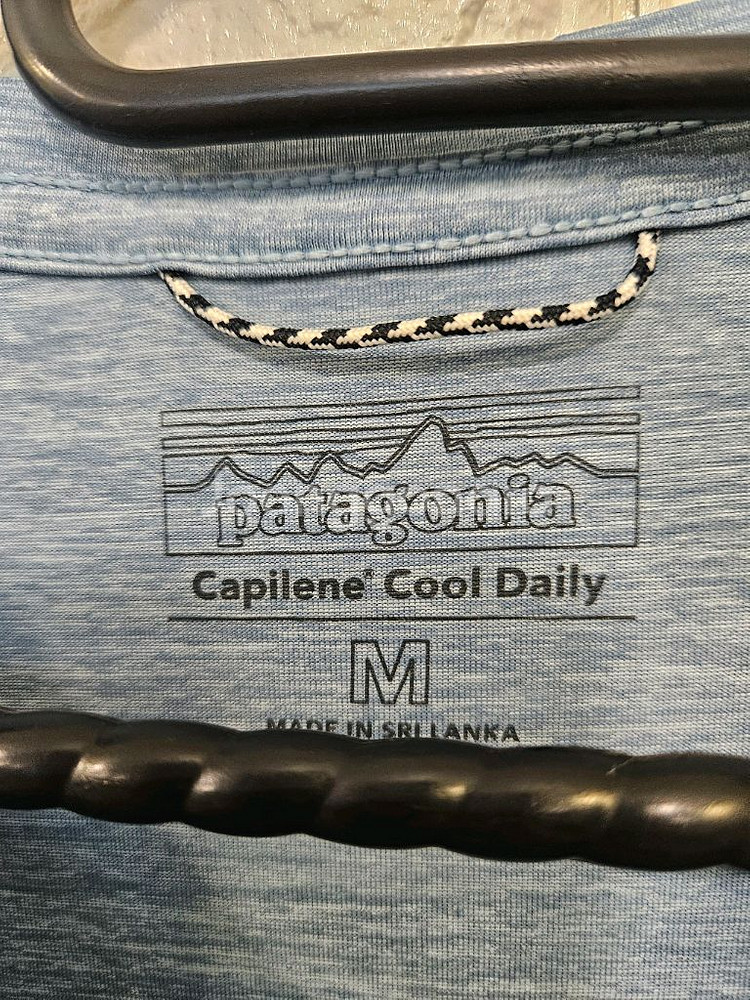 patagonia
Capilene® Cool Daily
M
MADE IN SRI LANKA